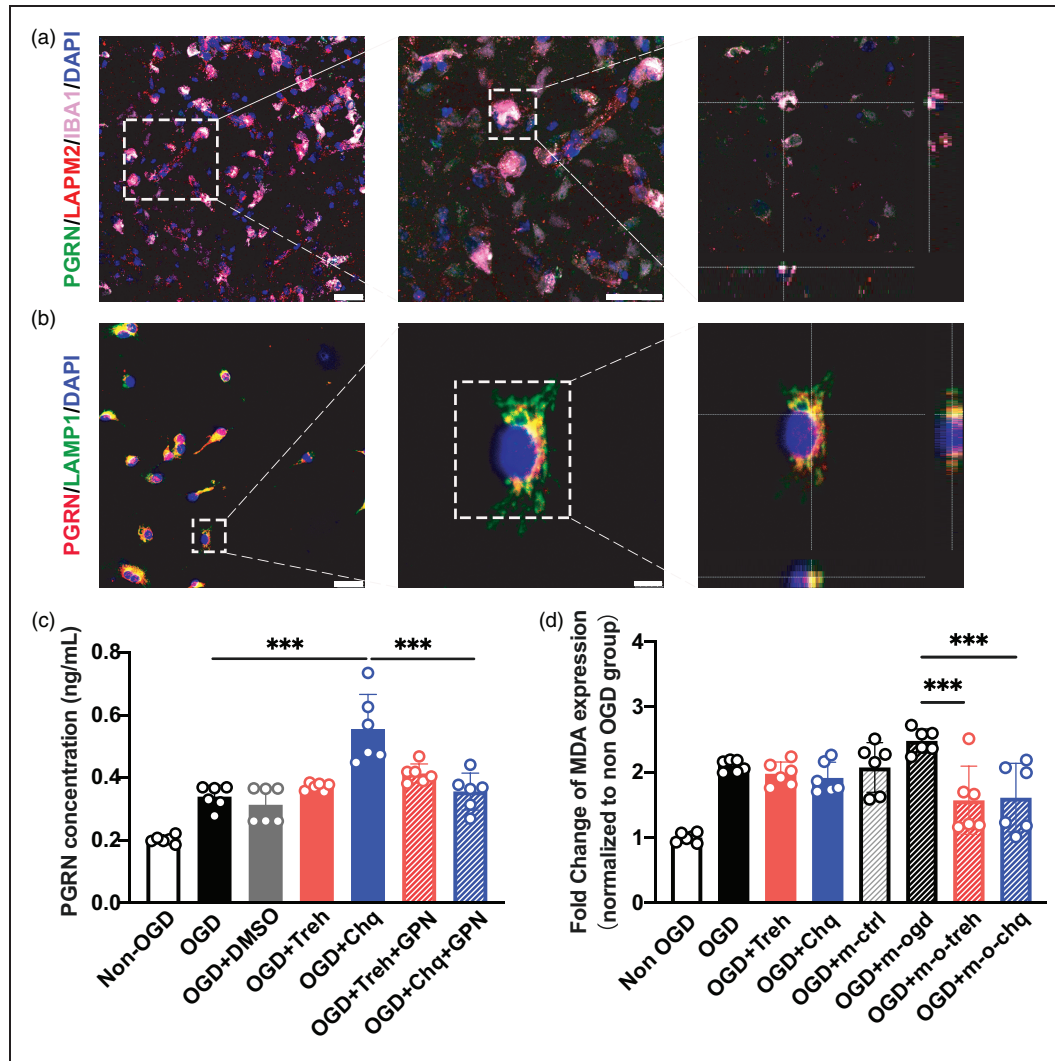 (a)
PGRN/LAPM2/IBA1/DAPI
(b)
PGRN/LAMP1/DAPI
(c)
PGRN concentration (ng/mL)
0.8
0.6
0.4
0.2
0.0
***
***
Non-OGD
OGD
OGD+DMSO
OGD+Treh
OGD+Chq
OGD+Treh+GPN
OGD+Chq+GPN
(d)
Fold Change of MDA expression
(normalized to non OGD group)
4
3
2
1
0
***
***
Non OGD
OGD
OGD+Treh
OGD+Chq
OGD+m-ctrl
OGD+m-ogd
OGD+m-o-treh
OGD+m-o-chq